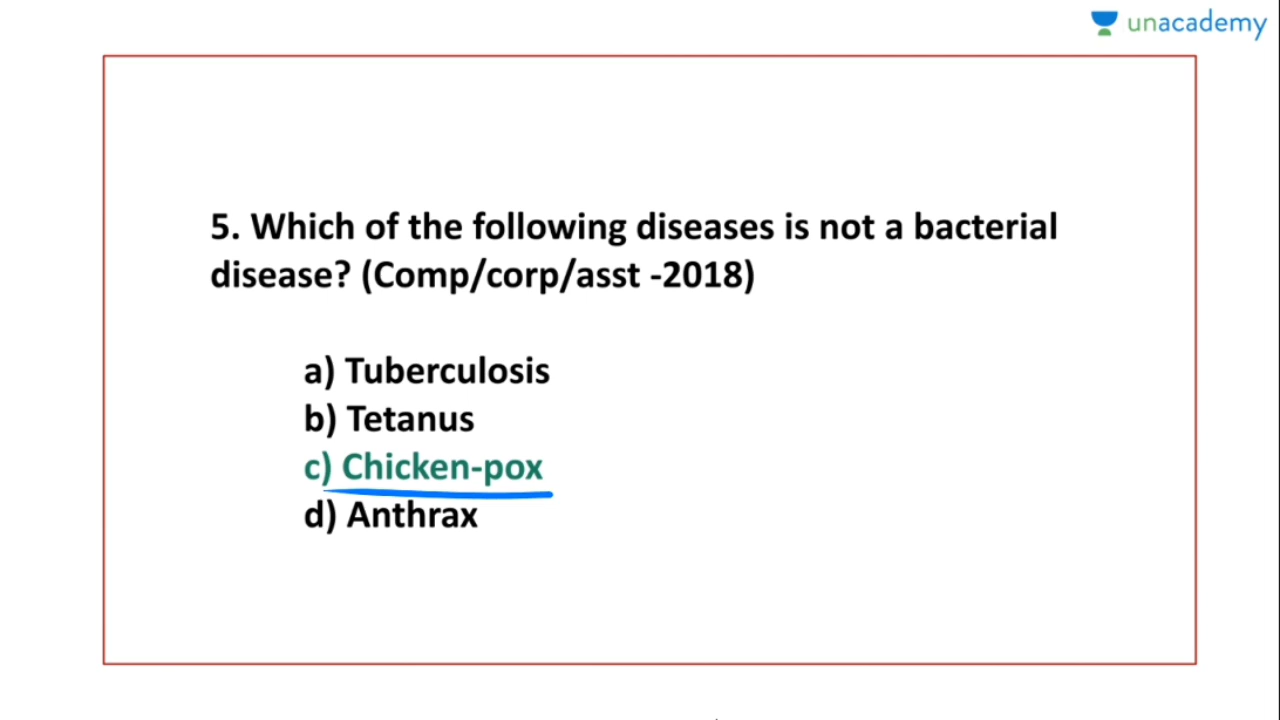 unacademy
5. Which of the following diseases is not a bacterial
disease? (Comp/corp/asst -2018)
a) Tuberculosis
b) Tetanus
c) Chicken-pox
d) Anthrax